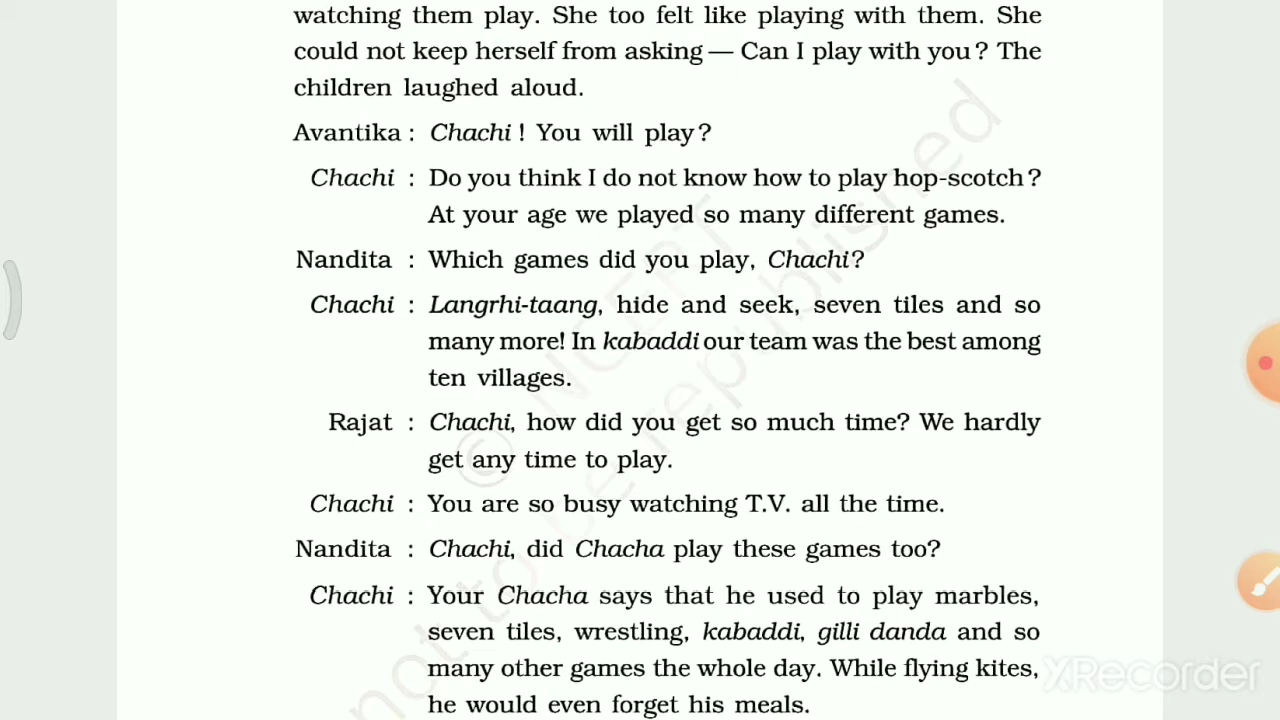 watching them play. She too felt like playing with them. She
could not keep herself from asking — Can I play with you? The
children laughed aloud.
Avantika : Chachi! You will play?
Chachi : Do you think I do not know how to play hop-scotch?
At your age we played so many different games.
Nandita : Which games did you play, Chachi?
Chachi : Langrhi-taang, hide and seek, seven tiles and so
many more! In kabaddi our team was the best among
ten villages.
Rajat : Chachi, how did you get so much time? We hardly
get any time to play.
Chachi : You are so busy watching T.V. all the time.
Nandita : Chachi, did Chacha play these games too?
Chachi : Your Chacha says that he used to play marbles,
seven tiles, wrestling, kabaddi, gilli danda and so
many other games the whole day. While flying kites,
he would even forget his meals.
© NCERT
not to be republished
XRecorder